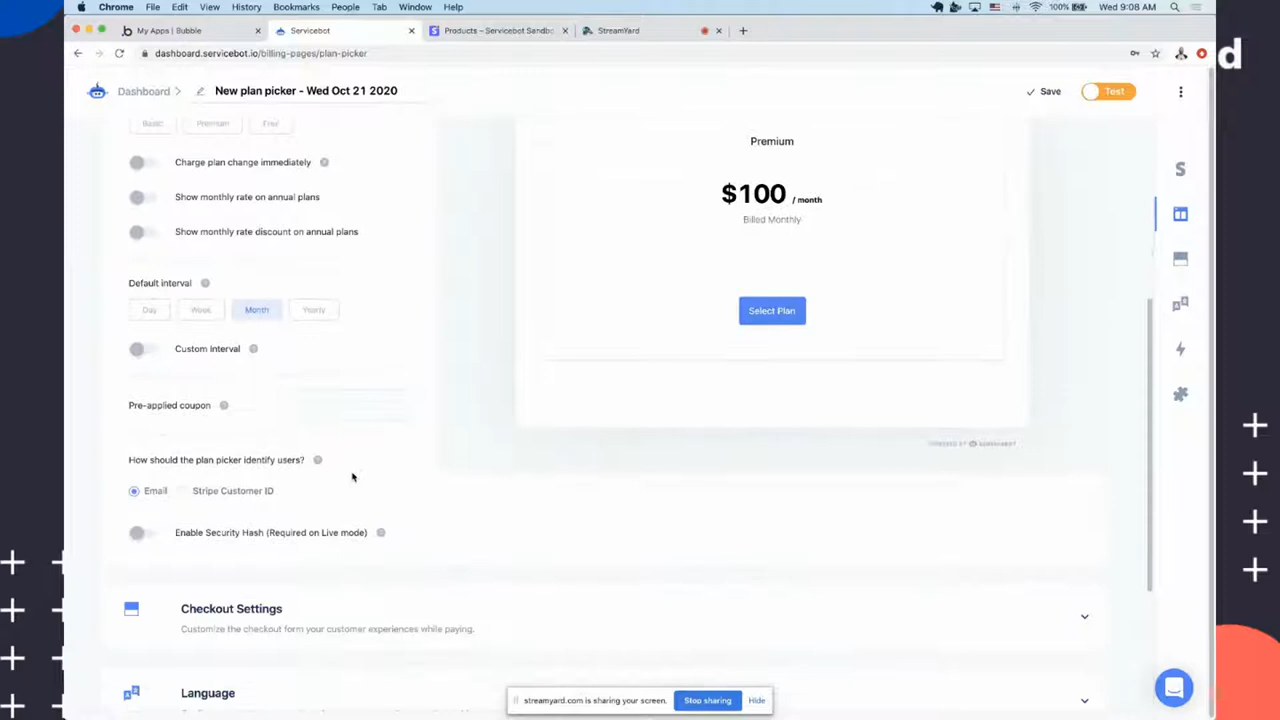 Chrome File Edit View History Bookmarks People Tab Window Help 100% Wed 9:08 AM
My Apps | Bubble Servicebot Products – Servicebot Sandbo StreamYard
dashboard.servicebot.io/billing-pages/plan-picker
d
Dashboard New plan picker - Wed Oct 21 2020 Save Test
Basic Premium Free
Premium
Charge plan change immediately
$100 / month
Show monthly rate on annual plans
Billed Monthly
Show monthly rate discount on annual plans
Default interval
Day Week Month Yearly
Select Plan
Custom Interval
Pre-applied coupon
POWERED BY SERVICEBOT
How should the plan picker identify users?
Email Stripe Customer ID
Enable Security Hash (Required on Live mode)
Checkout Settings
Customize the checkout form your customer experiences while paying.
Language
streamyard.com is sharing your screen. Stop sharing Hide